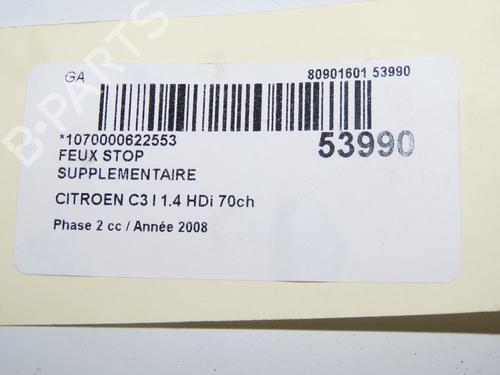 GA
80901601 53990
*1070000622553
53990
FEUX STOP
SUPPLEMENTAIRE
CITROEN C3 I 1.4 HDi 70ch
Phase 2 cc / Année 2008
B-PARTS